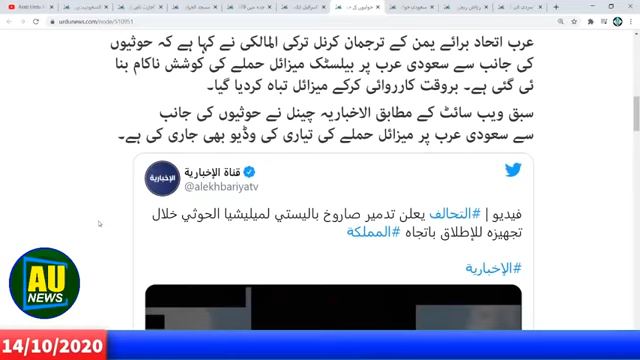 urdunews.com/node/510951
عرب اتحاد برائے یمن کے ترجمان کرنل ترکی المالکی نے کہا ہے کہ حوثیوں
کی جانب سے سعودی عرب پر بیلسٹک میزائل حملے کی کوشش ناکام بنا
ئی گئی ہے۔ بروقت کارروائی کرکے میزائل تباہ کردیا گیا۔
سبق ویب سائٹ کے مطابق الاخباریہ چینل نے حوثیوں کی جانب
سے سعودی عرب پر میزائل حملے کی تیاری کی وڈیو بھی جاری کی ہے۔
الإخبارية
قناة الإخبارية
@alekhbariyatv
فيديو | #التحالف يعلن تدمير صاروخ باليستي لميليشيا الحوثي خلال
تجهيزه للإطلاق باتجاه #المملكة
#الإخبارية
AU
NEWS
14/10/2020